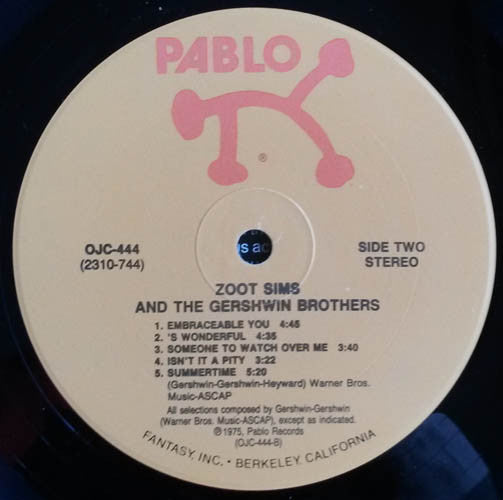 PABLO
®
us ac
OJC-444
(2310-744)
SIDE TWO
STEREO
ZOOT SIMS
AND THE GERSHWIN BROTHERS
1. EMBRACEABLE YOU 4:45
2. 'S WONDERFUL 4:35
3. SOMEONE TO WATCH OVER ME 3:40
4. ISN'T IT A PITY 3:22
5. SUMMERTIME 5:20
(Gershwin-Gershwin-Heyward) Warner Bros.
Music-ASCAP
All selections composed by Gershwin-Gershwin
(Warner Bros. Music-ASCAP), except as indicated.
℗1975, Pablo Records
(OJC-444-B)
FANTASY, INC. • BERKELEY, CALIFORNIA